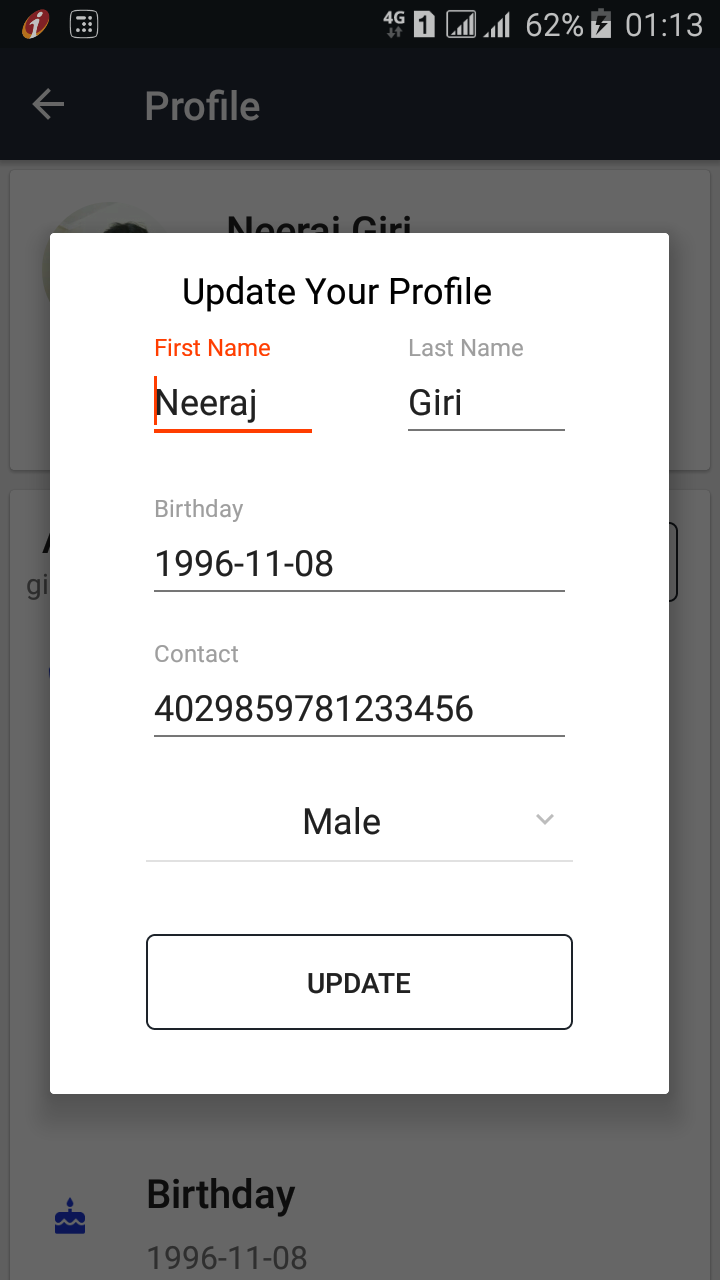 4G 1 62% 01:13
Profile
Neeraj Giri
Update Your Profile
First Name Last Name
Neeraj Giri
Birthday
1996-11-08
gi
Contact
4029859781233456
Male
UPDATE
Birthday
1996-11-08